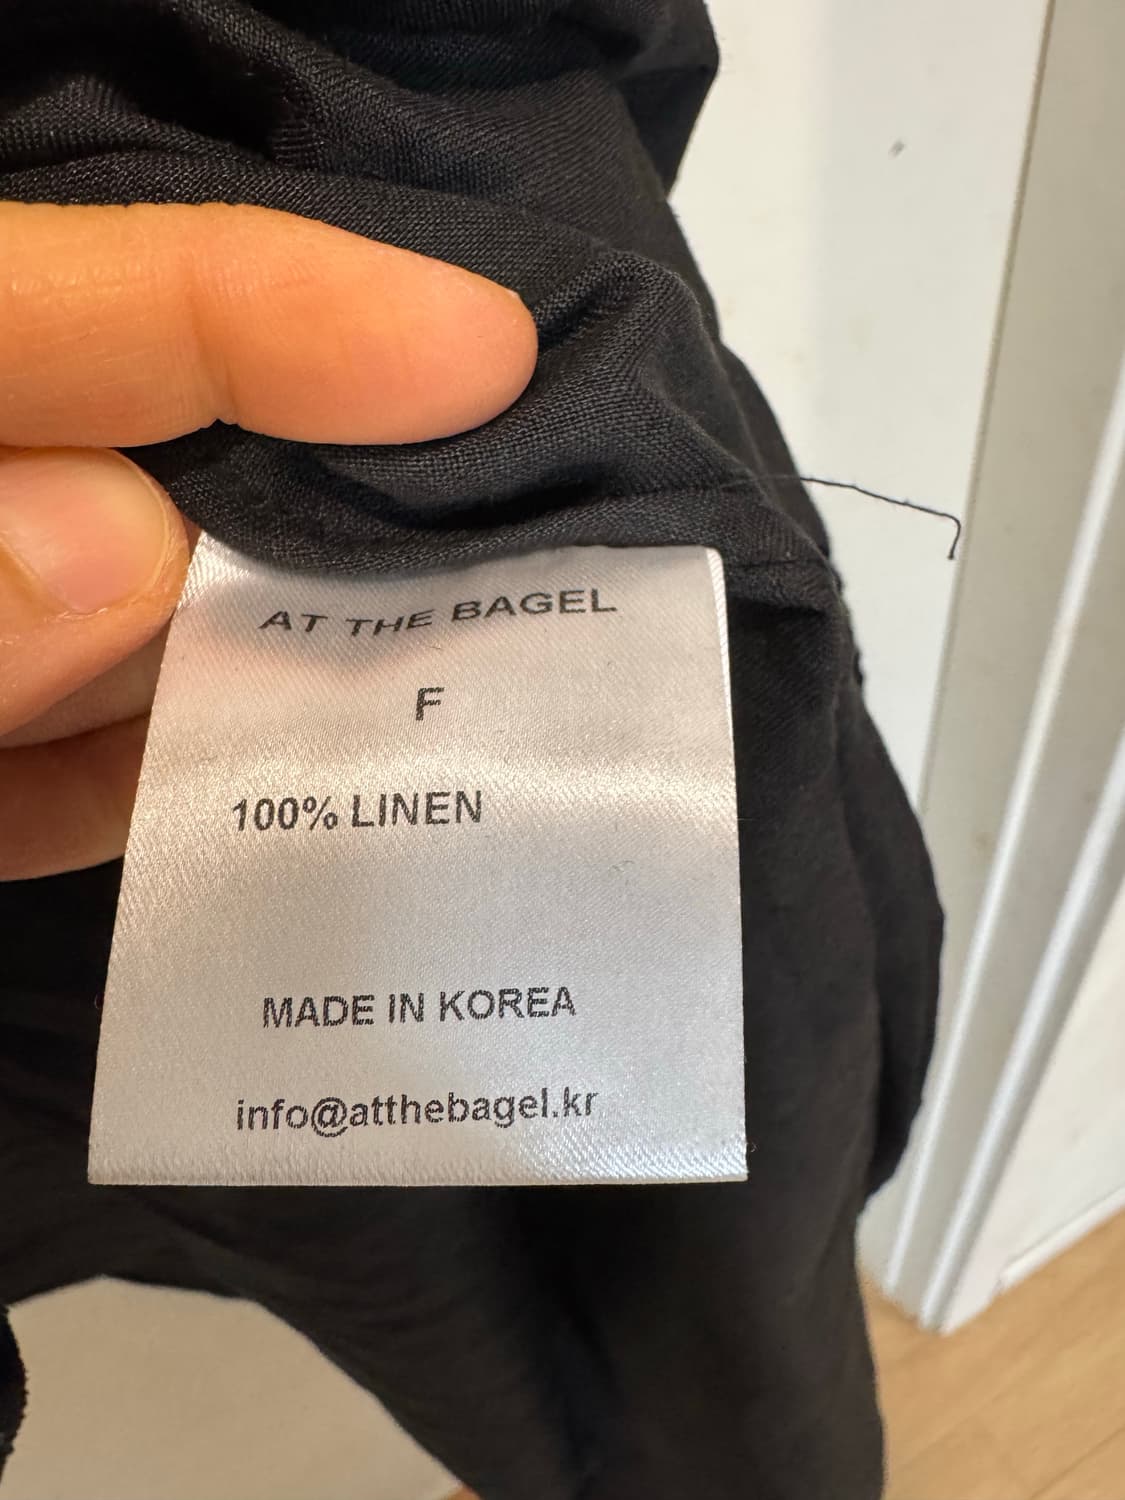 AT THE BAGEL
F
100% LINEN
MADE IN KOREA
info@atthebagel.kr